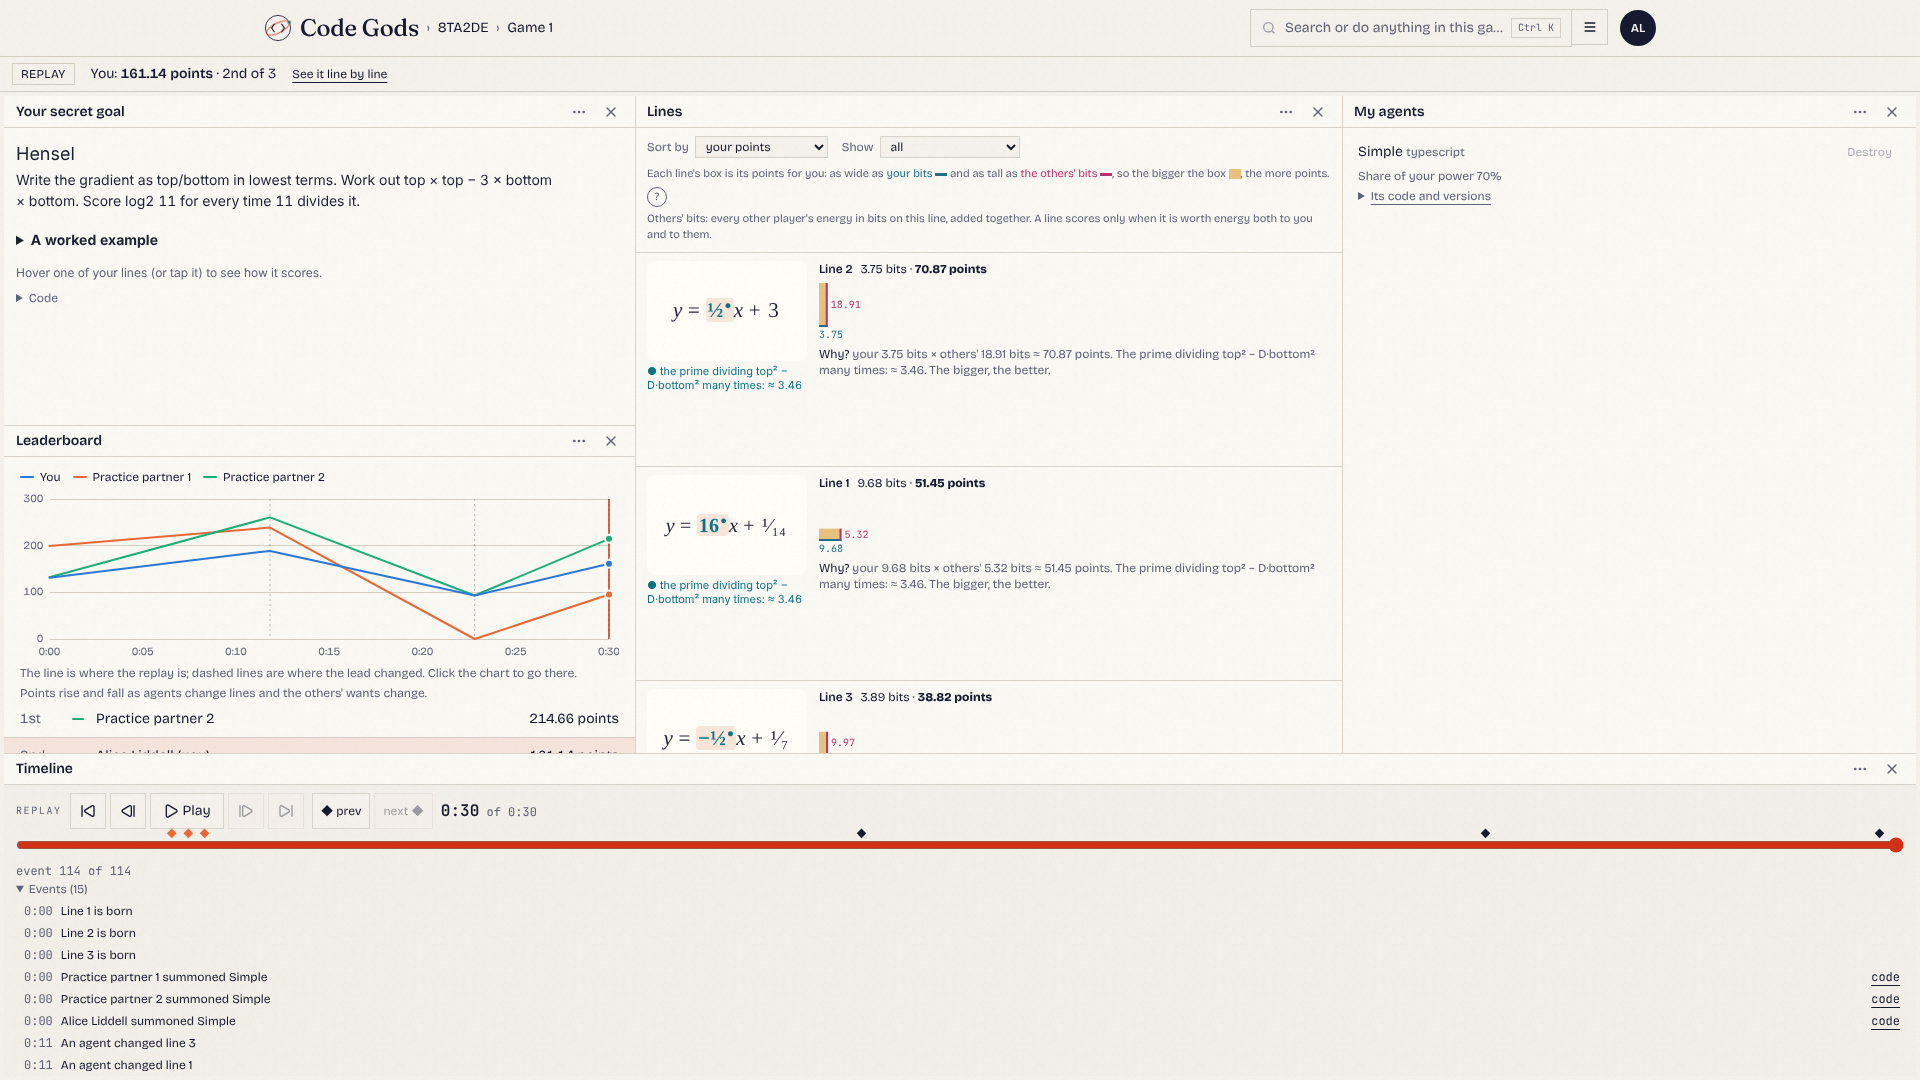 Code Gods › 8TA2DE › Game 1
Search or do anything in this ga... Ctrl K
AL
REPLAY You: 161.14 points · 2nd of 3 See it line by line
Your secret goal
Hensel
Write the gradient as top/bottom in lowest terms. Work out top × top − 3 × bottom
× bottom. Score log2 11 for every time 11 divides it.
A worked example
Hover one of your lines (or tap it) to see how it scores.
Code
Leaderboard
You Practice partner 1 Practice partner 2
300
200
100
0
0:00 0:05 0:10 0:15 0:20 0:25 0:30
The line is where the replay is; dashed lines are where the lead changed. Click the chart to go there.
Points rise and fall as agents change lines and the others' wants change.
1st Practice partner 2 214.66 points
Lines
Sort by your points Show all
Each line's box is its points for you: as wide as your bits and as tall as the others' bits, so the bigger the box, the more points.
?
Others' bits: every other player's energy in bits on this line, added together. A line scores only when it is worth energy both to you
and to them.
y = ½x + 3
the prime dividing top² −
D·bottom² many times: ≈ 3.46
Line 2 3.75 bits · 70.87 points
18.91
3.75
Why? your 3.75 bits × others' 18.91 bits ≈ 70.87 points. The prime dividing top² − D·bottom²
many times: ≈ 3.46. The bigger, the better.
y = 16x + 1⁄14
the prime dividing top² −
D·bottom² many times: ≈ 3.46
Line 1 9.68 bits · 51.45 points
5.32
9.68
Why? your 9.68 bits × others' 5.32 bits ≈ 51.45 points. The prime dividing top² − D·bottom²
many times: ≈ 3.46. The bigger, the better.
y = −½x + 1⁄7
Line 3 3.89 bits · 38.82 points
9.97
My agents
Simple typescript Destroy
Share of your power 70%
Its code and versions
Timeline
REPLAY Play prev next 0:30 of 0:30
event 114 of 114
Events (15)
0:00 Line 1 is born
0:00 Line 2 is born
0:00 Line 3 is born
0:00 Practice partner 1 summoned Simple code
0:00 Practice partner 2 summoned Simple code
0:00 Alice Liddell summoned Simple code
0:11 An agent changed line 3
0:11 An agent changed line 1